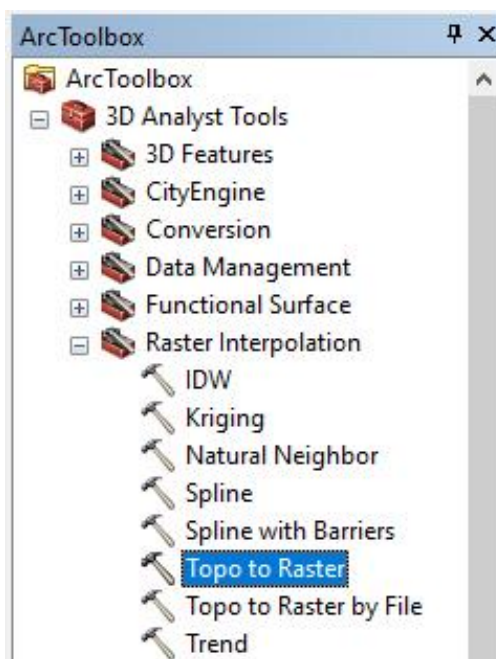 ArcToolbox
ArcToolbox
3D Analyst Tools
3D Features
CityEngine
Conversion
Data Management
Functional Surface
Raster Interpolation
IDW
Kriging
Natural Neighbor
Spline
Spline with Barriers
Topo to Raster
Topo to Raster by File
Trend